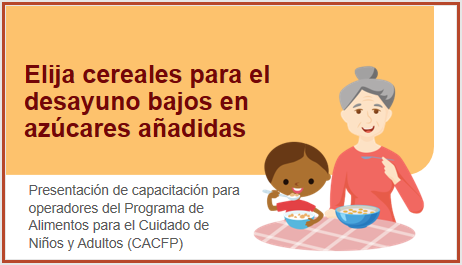 Elija cereales para el
desayuno bajos en
azúcares añadidas
Presentación de capacitación para
operadores del Programa de
Alimentos para el Cuidado de
Niños y Adultos (CACFP)